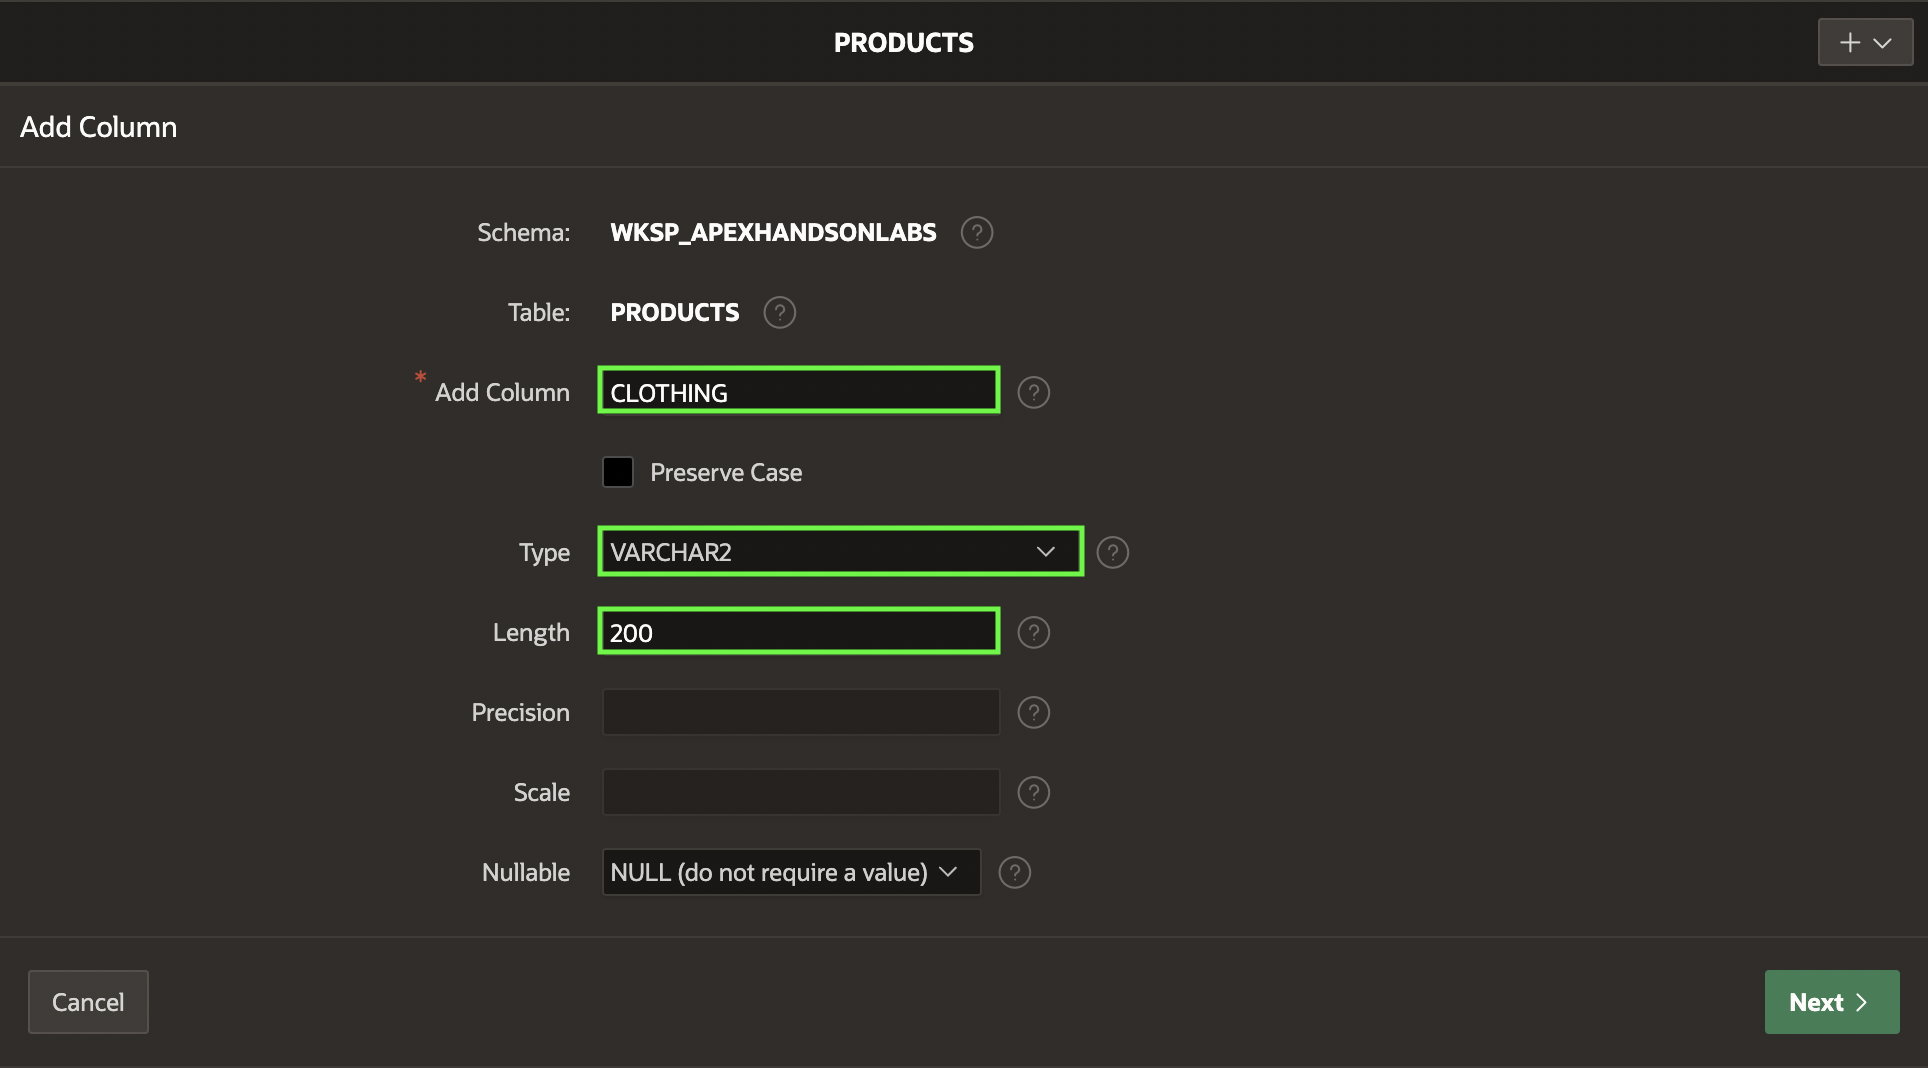 PRODUCTS
Add Column
Schema: WKSP_APEXHANDSONLABS ?
Table: PRODUCTS ?
* Add Column CLOTHING ?
Preserve Case
Type VARCHAR2 ?
Length 200 ?
Precision ?
Scale ?
Nullable NULL (do not require a value) ?
Cancel Next